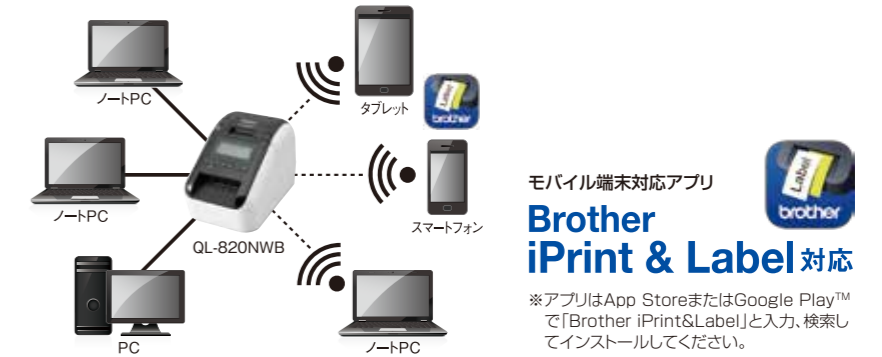 ノートPC
タブレット
brother
ノートPC
QL-820NWB
スマートフォン
PC
ノートPC
モバイル端末対応アプリ
Label
brother
Brother
iPrint & Label対応
※アプリはApp StoreまたはGoogle Play™
で「Brother iPrint&Label」と入力、検索し
てインストールしてください。